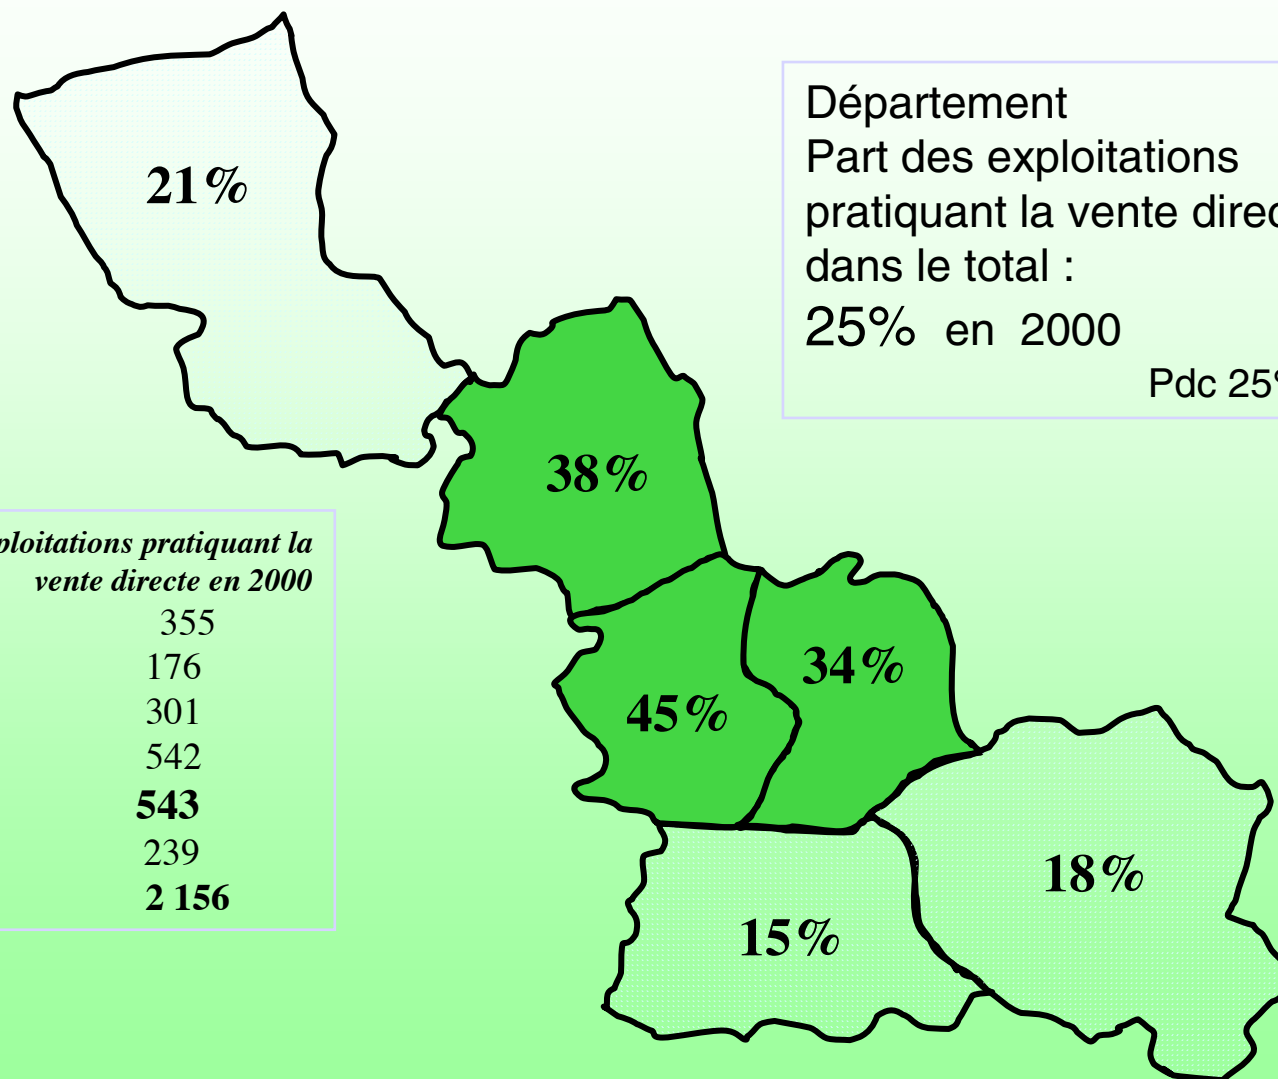 21%
Département
Part des exploitations
pratiquant la vente direc
dans le total :
25% en 2000
Pdc 25%
38%
ploitations pratiquant la
vente directe en 2000
355
176
301
542
543
239
2 156
34%
45%
18%
15%